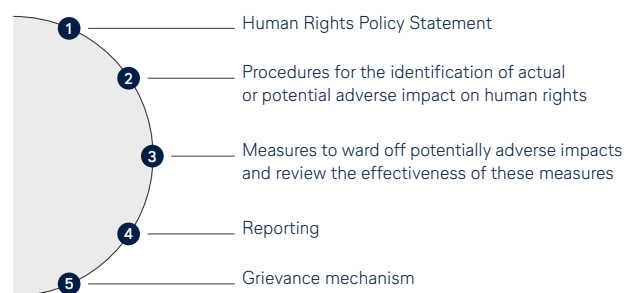 1 Human Rights Policy Statement
2 Procedures for the identification of actual
or potential adverse impact on human rights
3 Measures to ward off potentially adverse impacts
and review the effectiveness of these measures
4 Reporting
5 Grievance mechanism